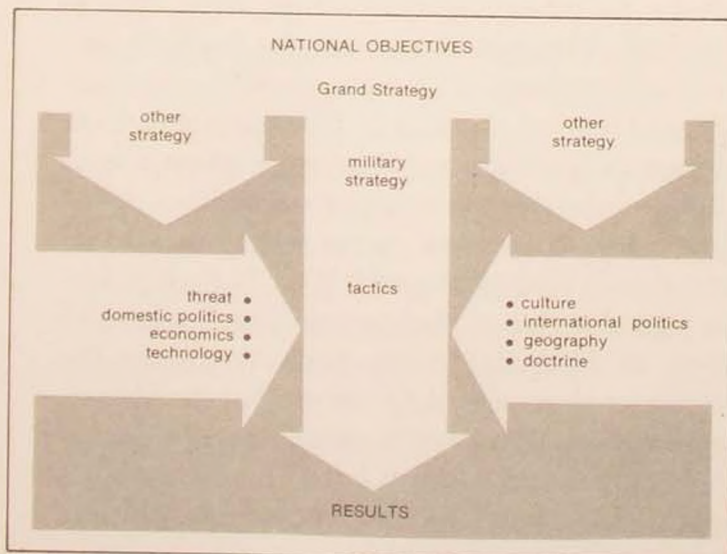 NATIONAL OBJECTIVES
Grand Strategy
other
strategy
military
strategy
other
strategy
tactics
threat •
domestic politics •
economics •
technology •
• culture
• international politics
• geography
• doctrine
RESULTS